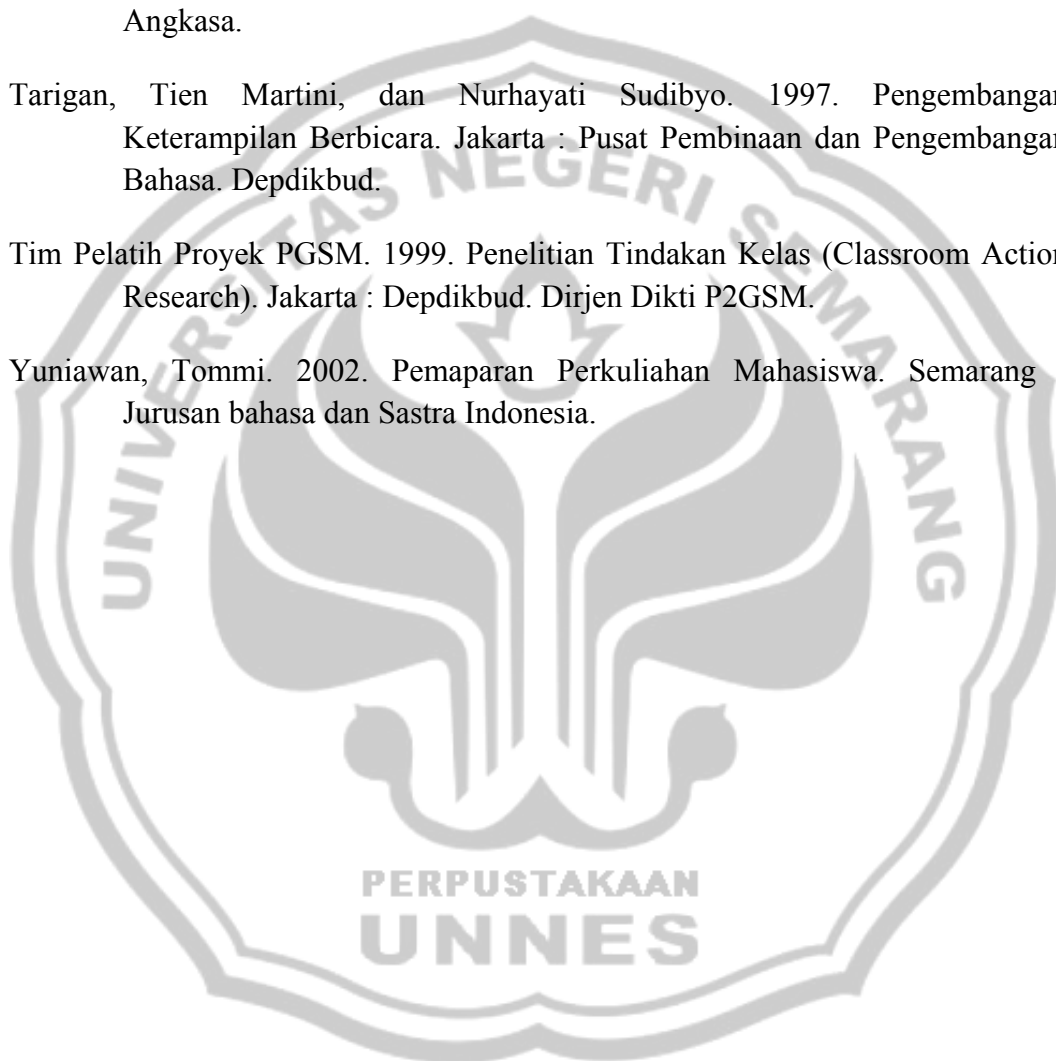 Angkasa.
Tarigan, Tien Martini, dan Nurhayati Sudibyo. 1997. Pengembangan
Keterampilan Berbicara. Jakarta : Pusat Pembinaan dan Pengembangan
Bahasa. Depdikbud.
Tim Pelatih Proyek PGSM. 1999. Penelitian Tindakan Kelas (Classroom Action
Research). Jakarta : Depdikbud. Dirjen Dikti P2GSM.
Yuniawan, Tommi. 2002. Pemaparan Perkuliahan Mahasiswa. Semarang
Jurusan bahasa dan Sastra Indonesia.
UNIVERSITAS NEGERI SEMARANG
PERPUSTAKAAN
UNNES